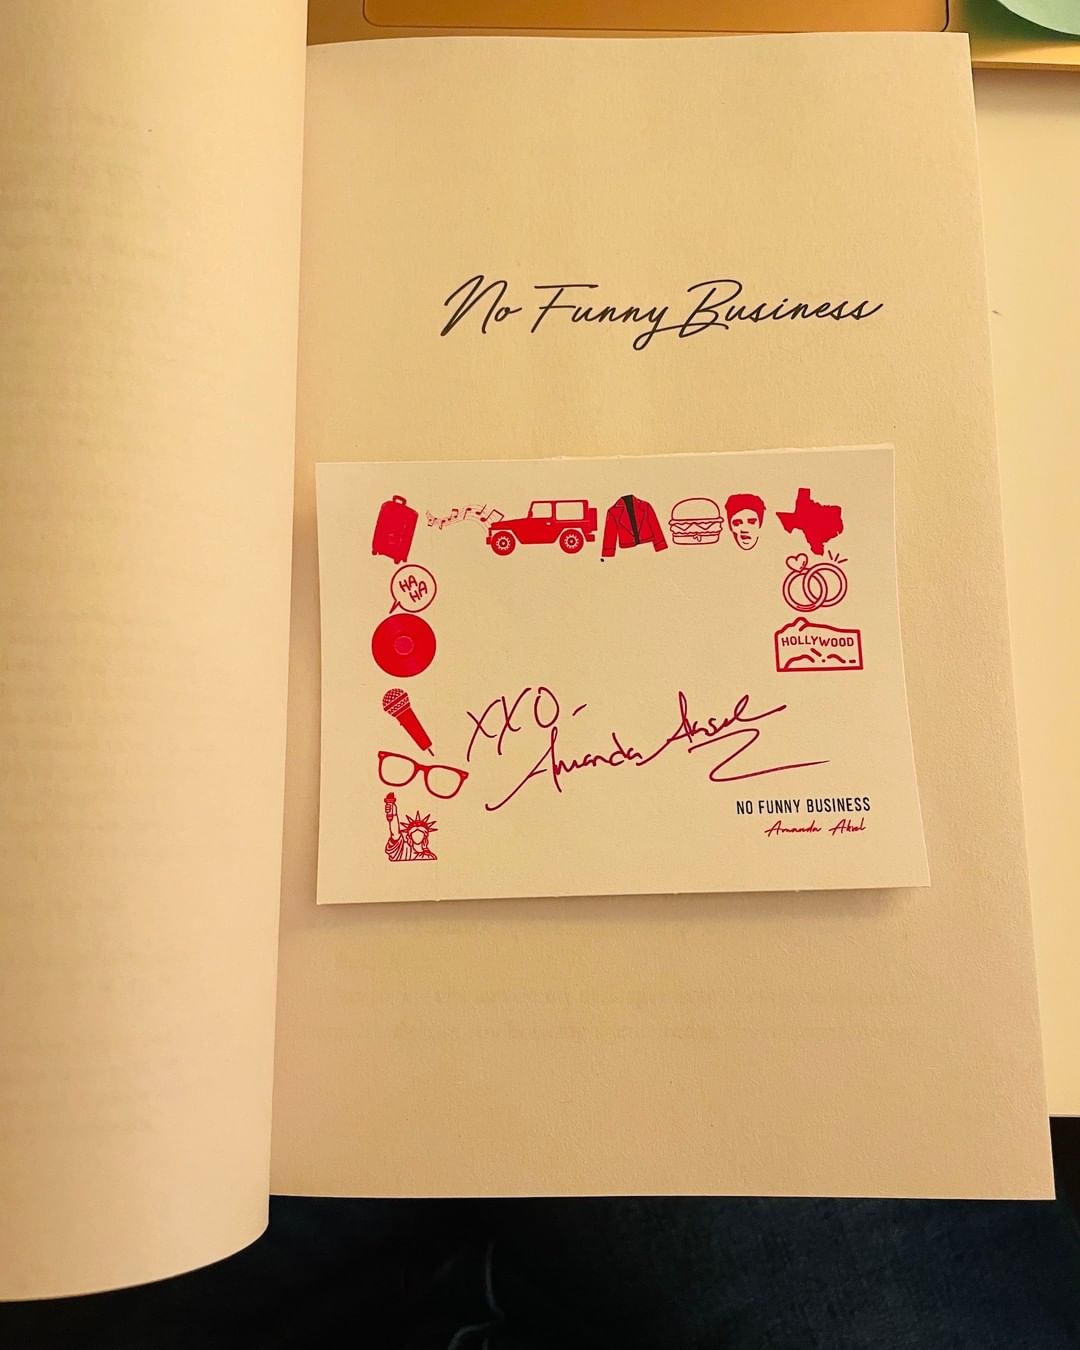 No Funny Business
HA
HA
HOLLYWOOD
XXO-
Amanda Aksel
NO FUNNY BUSINESS
Amanda Aksel